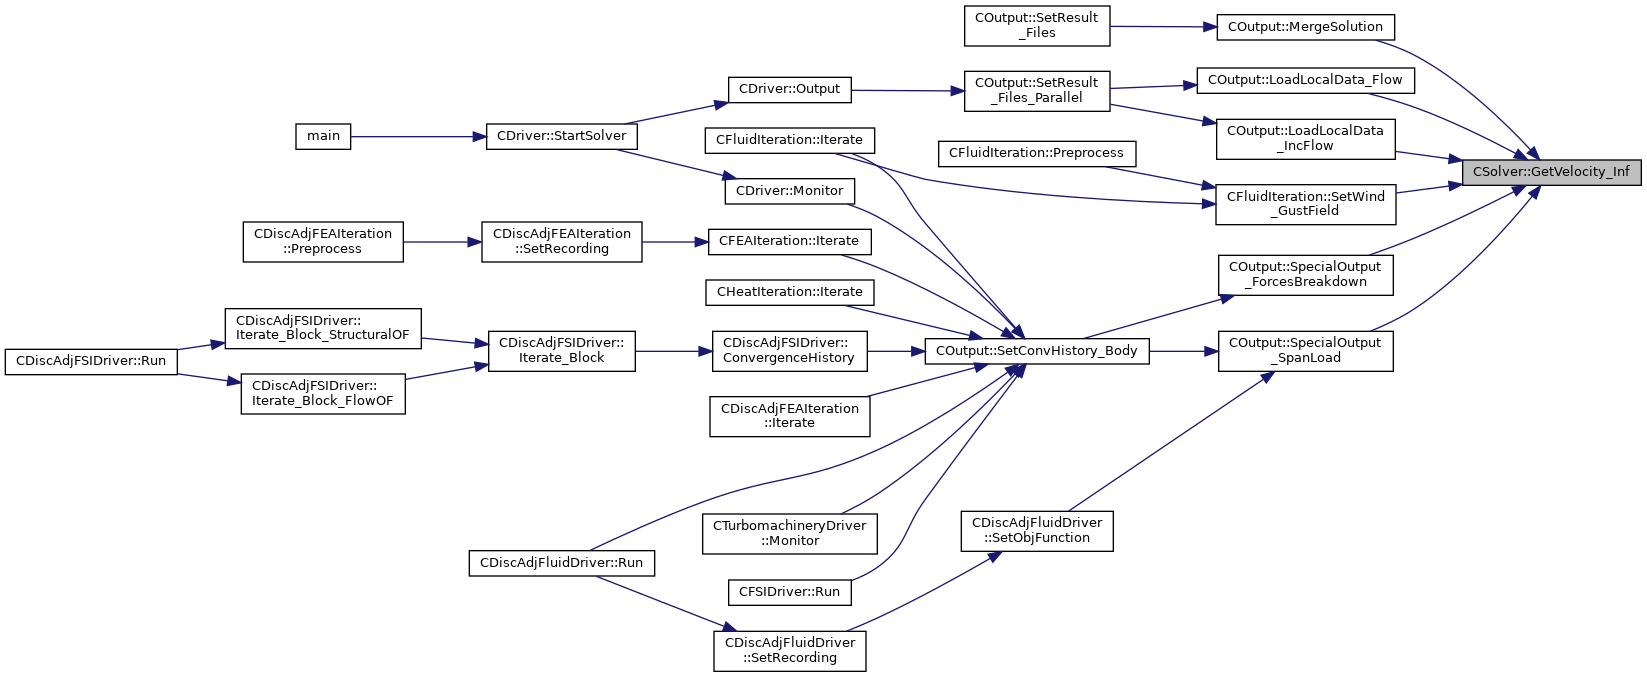 COutput::SetResult
_Files
COutput::MergeSolution
CDriver::Output
COutput::SetResult
_Files_Parallel
COutput::LoadLocalData_Flow
main
CDriver::StartSolver
CFluidIteration::Iterate
CFluidIteration::Preprocess
COutput::LoadLocalData
_IncFlow
CSolver::GetVelocity_Inf
CDriver::Monitor
CFluidIteration::SetWind
_GustField
CDiscAdjFEAIteration
::Preprocess
CDiscAdjFEAIteration
::SetRecording
CFEAIteration::Iterate
COutput::SpecialOutput
_ForcesBreakdown
CHeatIteration::Iterate
CDiscAdjFSIDriver::
Iterate_Block_StructuralOF
CDiscAdjFSIDriver::Run
CDiscAdjFSIDriver::
Iterate_Block
CDiscAdjFSIDriver::
ConvergenceHistory
COutput::SetConvHistory_Body
COutput::SpecialOutput
_SpanLoad
CDiscAdjFSIDriver::
Iterate_Block_FlowOF
CDiscAdjFEAIteration
::Iterate
CTurbomachineryDriver
::Monitor
CDiscAdjFluidDriver
::SetObjFunction
CDiscAdjFluidDriver::Run
CFSIDriver::Run
CDiscAdjFluidDriver
::SetRecording